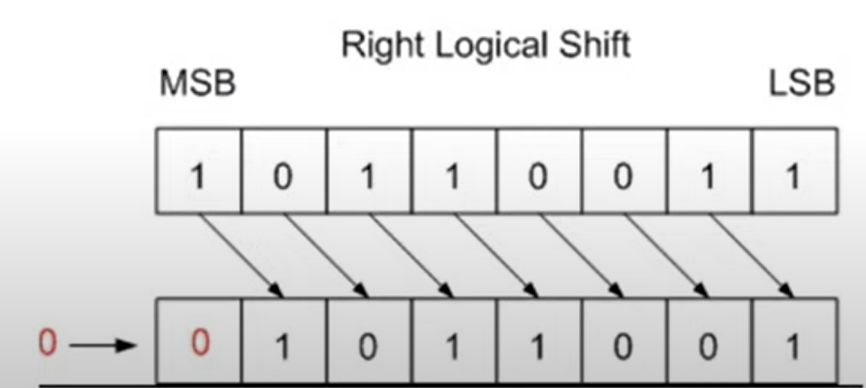 Right Logical Shift
MSB LSB
1 0 1 1 0 0 1 1
0 0 1 0 1 1 0 0 1